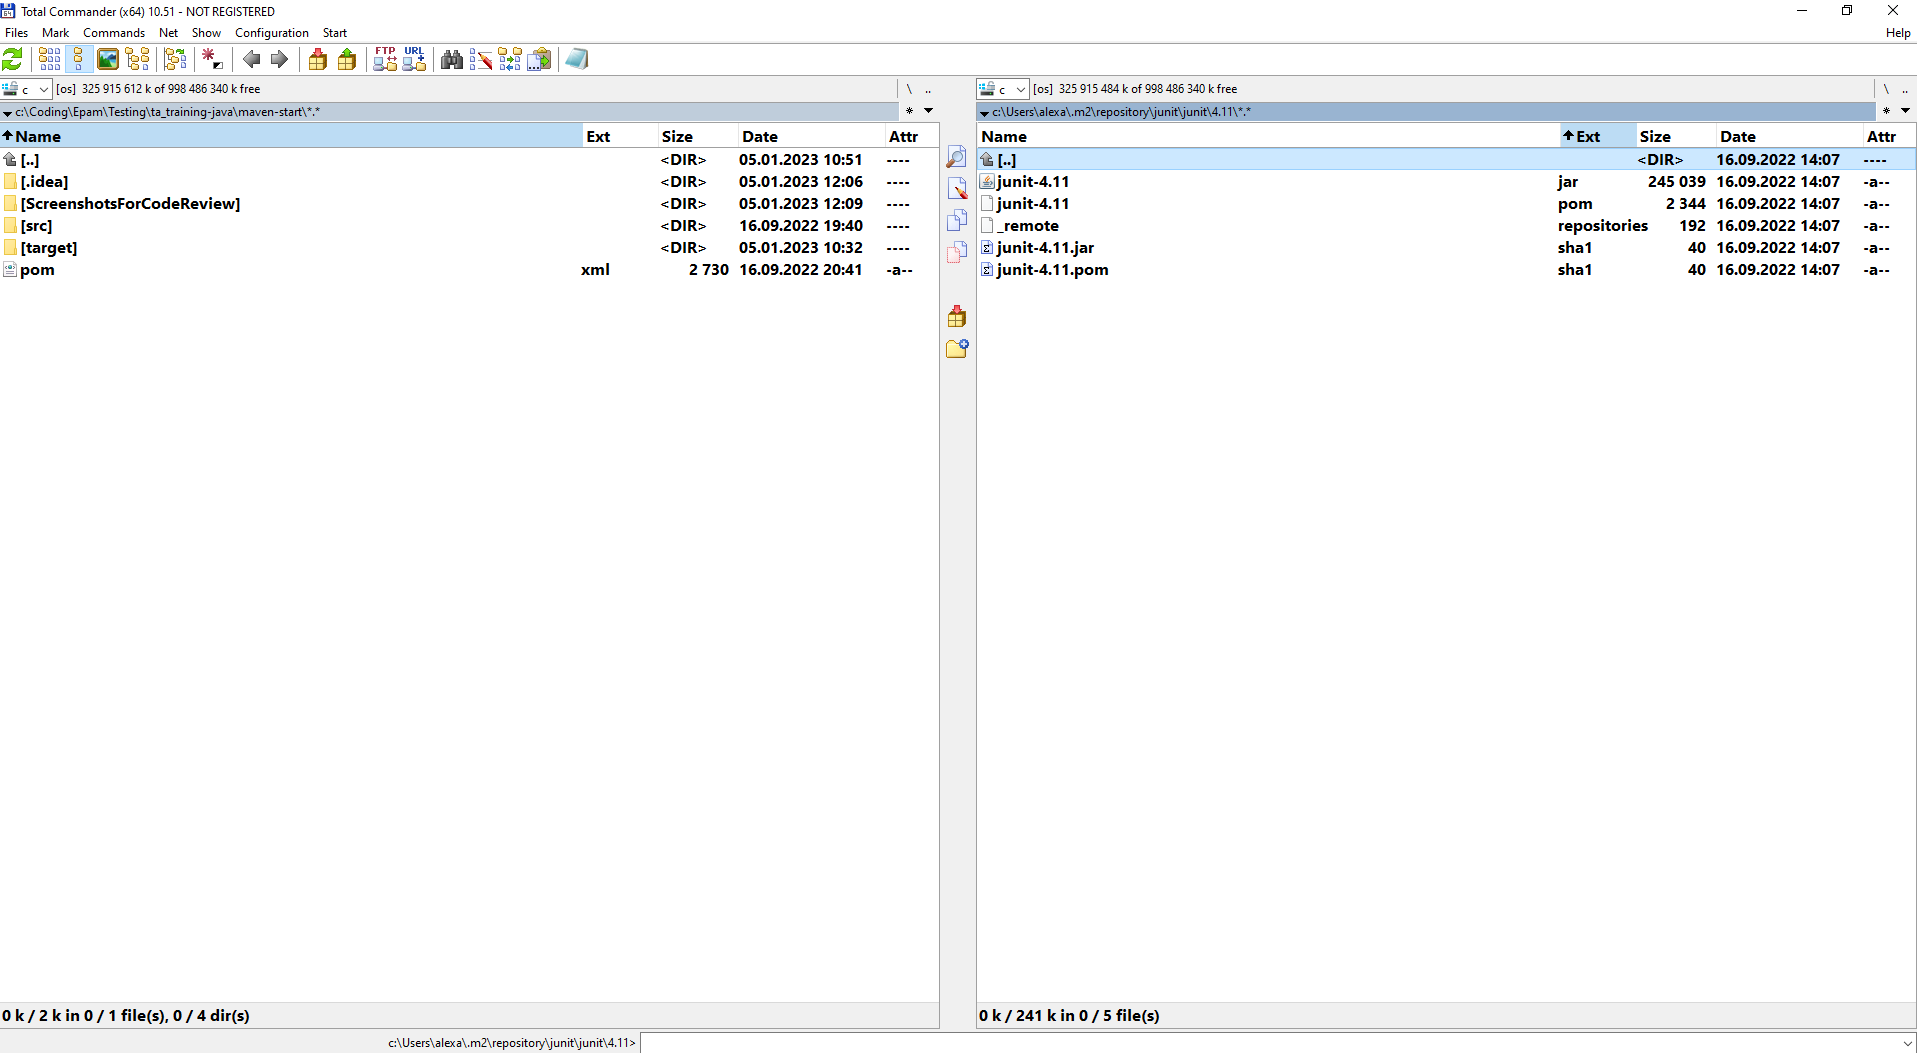 Total Commander (x64) 10.51 - NOT REGISTERED
Files Mark Commands Net Show Configuration Start Help
FTP URL
c [os] 325 915 612 k of 998 486 340 k free \ ..
c:\Coding\Epam\Testing\ta_training-java\maven-start\*.* *
Name Ext Size Date Attr
[..] <DIR> 05.01.2023 10:51 ----
[.idea] <DIR> 05.01.2023 12:06 ----
[ScreenshotsForCodeReview] <DIR> 05.01.2023 12:09 ----
[src] <DIR> 16.09.2022 19:40 ----
[target] <DIR> 05.01.2023 10:32 ----
pom xml 2 730 16.09.2022 20:41 -a--
0 k / 2 k in 0 / 1 file(s), 0 / 4 dir(s)
c [os] 325 915 484 k of 998 486 340 k free \ ..
c:\Users\alexa\.m2\repository\junit\junit\4.11\*.* *
Name Ext Size Date Attr
[..] <DIR> 16.09.2022 14:07 ----
junit-4.11 jar 245 039 16.09.2022 14:07 -a--
junit-4.11 pom 2 344 16.09.2022 14:07 -a--
_remote repositories 192 16.09.2022 14:07 -a--
junit-4.11.jar sha1 40 16.09.2022 14:07 -a--
junit-4.11.pom sha1 40 16.09.2022 14:07 -a--
0 k / 241 k in 0 / 5 file(s)
c:\Users\alexa\.m2\repository\junit\junit\4.11>